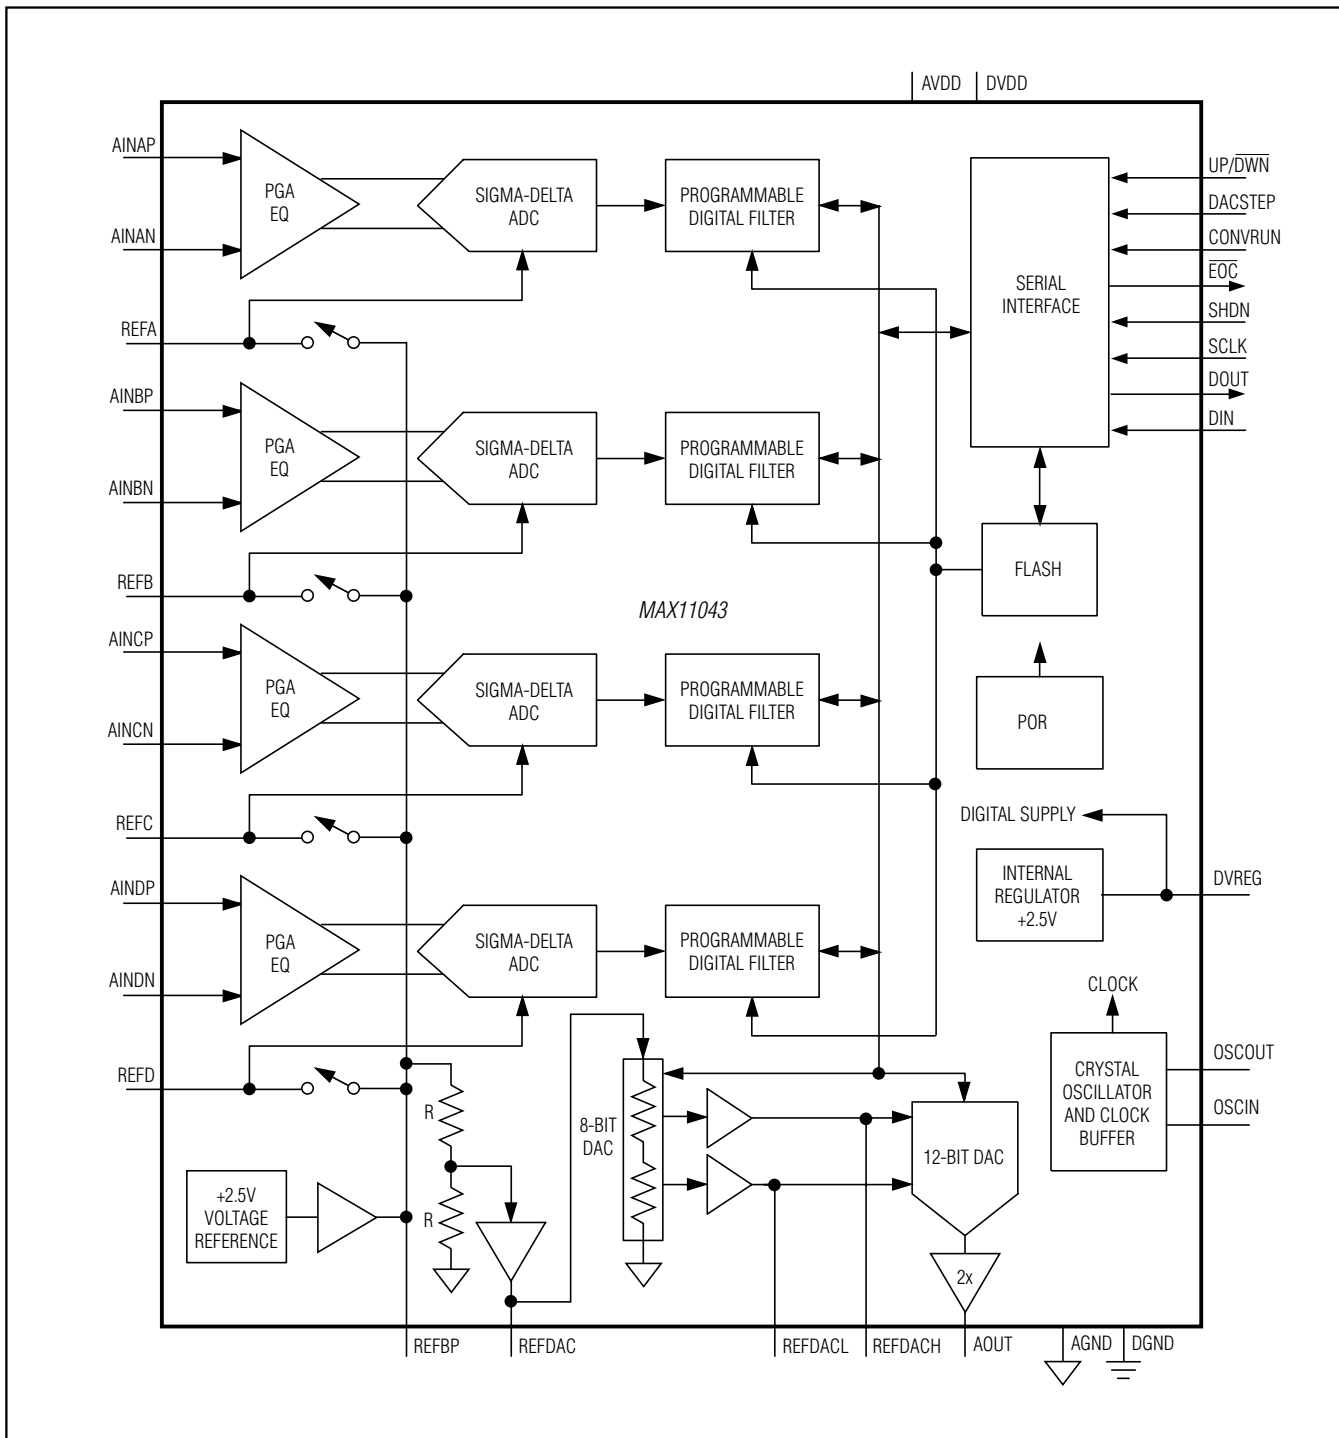 AVDD
DVDD
AINAP
AINAN
PGA
EQ
SIGMA-DELTA
ADC
PROGRAMMABLE
DIGITAL FILTER
SERIAL
INTERFACE
UP/D̅W̅N̅
DACSTEP
CONVRUN
E̅O̅C̅
SHDN
SCLK
DOUT
DIN
REFA
AINBP
AINBN
PGA
EQ
SIGMA-DELTA
ADC
PROGRAMMABLE
DIGITAL FILTER
FLASH
REFB
MAX11043
AINCP
AINCN
PGA
EQ
SIGMA-DELTA
ADC
PROGRAMMABLE
DIGITAL FILTER
POR
REFC
DIGITAL SUPPLY
INTERNAL
REGULATOR
+2.5V
DVREG
AINDP
AINDN
PGA
EQ
SIGMA-DELTA
ADC
PROGRAMMABLE
DIGITAL FILTER
CLOCK
CRYSTAL
OSCILLATOR
AND CLOCK
BUFFER
OSCOUT
OSCIN
REFD
R
R
8-BIT
DAC
12-BIT DAC
2x
+2.5V
VOLTAGE
REFERENCE
REFBP
REFDAC
REFDACL
REFDACH
AOUT
AGND
DGND